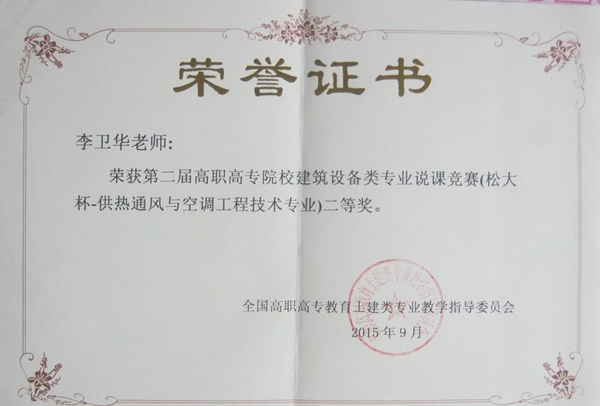 荣誉证书
李卫华老师:
荣获第二届高职高专院校建筑设备类专业说课竞赛(松大
杯-供热通风与空调工程技术专业)二等奖。
全国高职高专教育土建类专业教学指导委员会
2015年9月